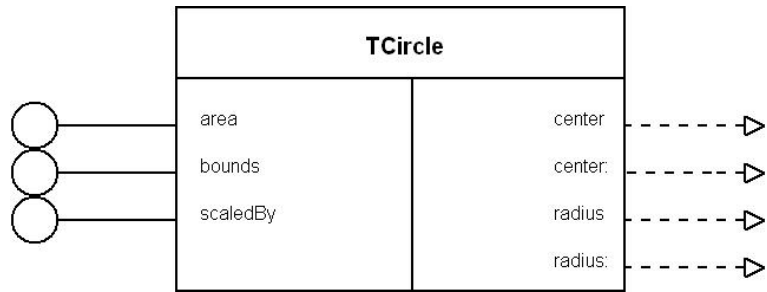 TCircle
area
center
bounds
center:
scaledBy
radius
radius: